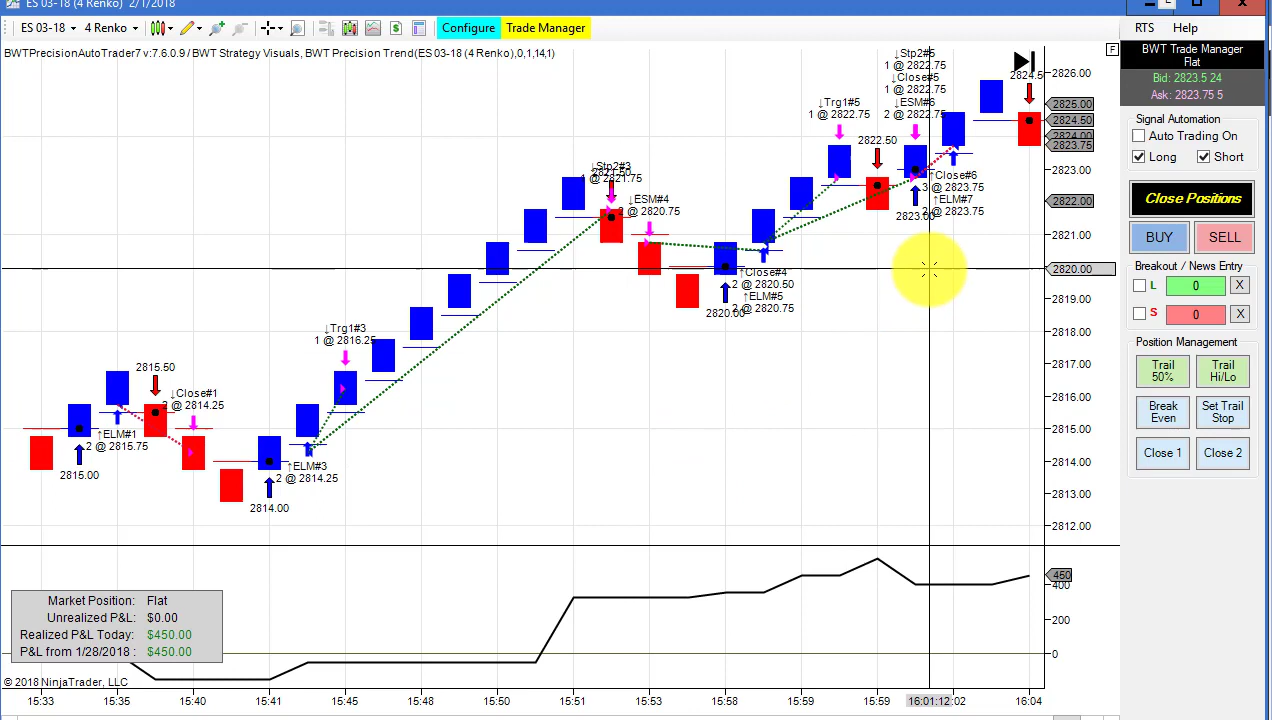 ES 03-18 (4 Renko) 2/1/2018
ES 03-18 4 Renko Configure Trade Manager
RTS Help
BWTPrecisionAutoTrader7 v:7.6.0.9/ BWT Strategy Visuals, BWT Precision Trend(ES 03-18 (4 Renko),0,1,14,1)
F
BWT Trade Manager
Flat
Bid: 2823.5 24
Ask: 2823.75 5
Signal Automation
Auto Trading On
Long Short
Close Positions
BUY SELL
Breakout / News Entry
L 0 X
S 0 X
Position Management
Trail 50%
Trail Hi/Lo
Break Even
Set Trail Stop
Close 1 Close 2
↓Stp2#5
1 @ 2822.75
↓Close#5
1 @ 2822.75
↓ESM#6
2 @ 2822.75
2824.5
↓Trg1#5
1 @ 2822.75
2822.50
↑Close#6
3 @ 2823.75
↑ELM#7
2 @ 2823.75
2823.00
↓Stp2#3
1 @ 2821.75
↓ESM#4
2 @ 2820.75
↑Close#4
2 @ 2820.50
↑ELM#5
2 @ 2820.75
2820.00
↓Trg1#3
1 @ 2816.25
2815.50
↓Close#1
2 @ 2814.25
↑ELM#1
2 @ 2815.75
2815.00
↑ELM#3
2 @ 2814.25
2814.00
2826.00
2825.00
2824.50
2824.00
2823.75
2823.00
2822.00
2821.00
2820.00
2819.00
2818.00
2817.00
2816.00
2815.00
2814.00
2813.00
2812.00
450
400
200
0
Market Position: Flat
Unrealized P&L: $0.00
Realized P&L Today: $450.00
P&L from 1/28/2018 : $450.00
© 2018 NinjaTrader, LLC
15:33 15:35 15:40 15:41 15:45 15:48 15:50 15:51 15:53 15:58 15:59 15:59 16:01:12 :02 16:04